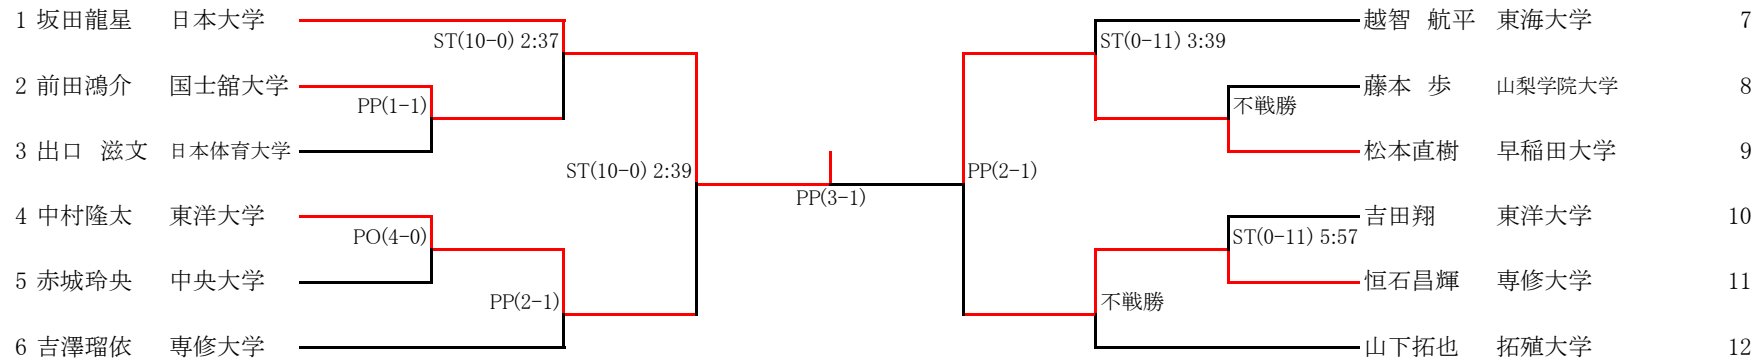 1 坂田龍星 日本大学
ST(10-0) 2:37
2 前田鴻介 国士舘大学
PP(1-1)
3 出口 滋文 日本体育大学
ST(10-0) 2:39
4 中村隆太 東洋大学
PO(4-0)
5 赤城玲央 中央大学
PP(2-1)
6 吉澤瑠依 専修大学
PP(3-1)
越智 航平 東海大学 7
ST(0-11) 3:39
藤本 歩 山梨学院大学 8
不戦勝
松本直樹 早稲田大学 9
PP(2-1)
吉田翔 東洋大学 10
ST(0-11) 5:57
恒石昌輝 専修大学 11
不戦勝
山下拓也 拓殖大学 12